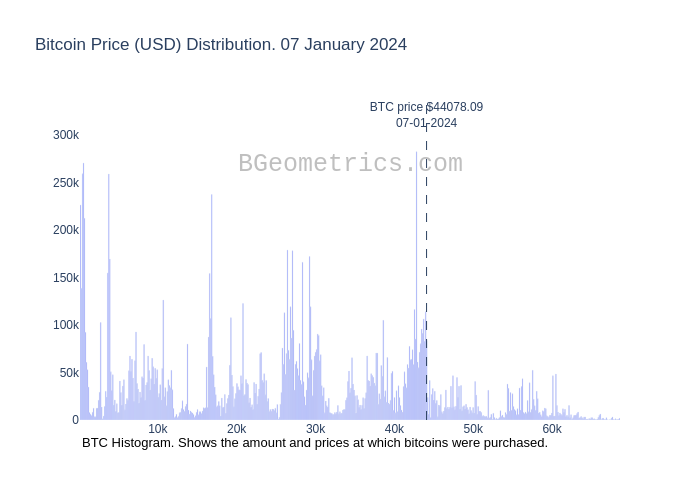 Bitcoin Price (USD) Distribution. 07 January 2024
BTC price $44078.09
07-01-2024
BGeometrics.com
300k
250k
200k
150k
100k
50k
0
10k
20k
30k
40k
50k
60k
BTC Histogram. Shows the amount and prices at which bitcoins were purchased.